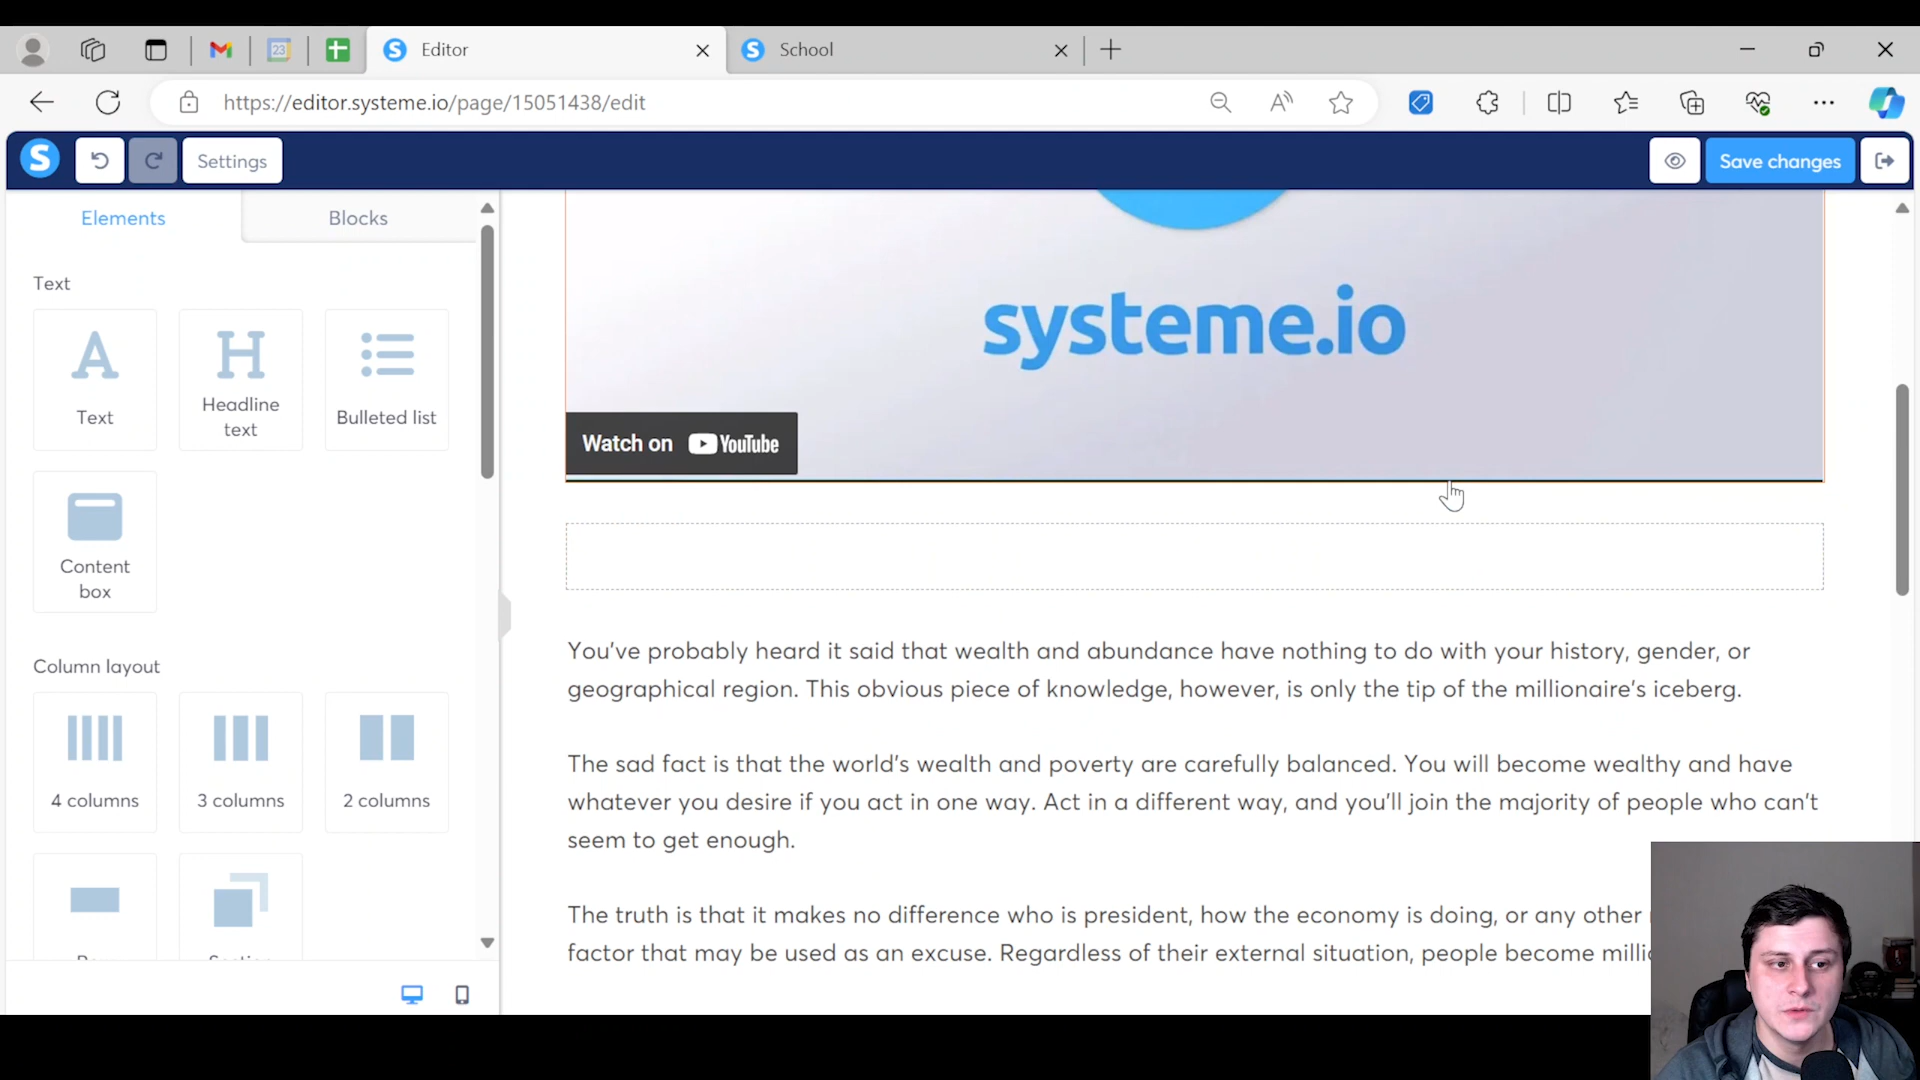 Editor
School
https://editor.systeme.io/page/15051438/edit
Settings
Save changes
Elements
Blocks
Text
Text
Headline
text
Bulleted list
Content
box
Column layout
4 columns
3 columns
2 columns
systeme.io
Watch on YouTube
You've probably heard it said that wealth and abundance have nothing to do with your history, gender, or
geographical region. This obvious piece of knowledge, however, is only the tip of the millionaire's iceberg.
The sad fact is that the world's wealth and poverty are carefully balanced. You will become wealthy and have
whatever you desire if you act in one way. Act in a different way, and you'll join the majority of people who can't
seem to get enough.
The truth is that it makes no difference who is president, how the economy is doing, or any other
factor that may be used as an excuse. Regardless of their external situation, people become